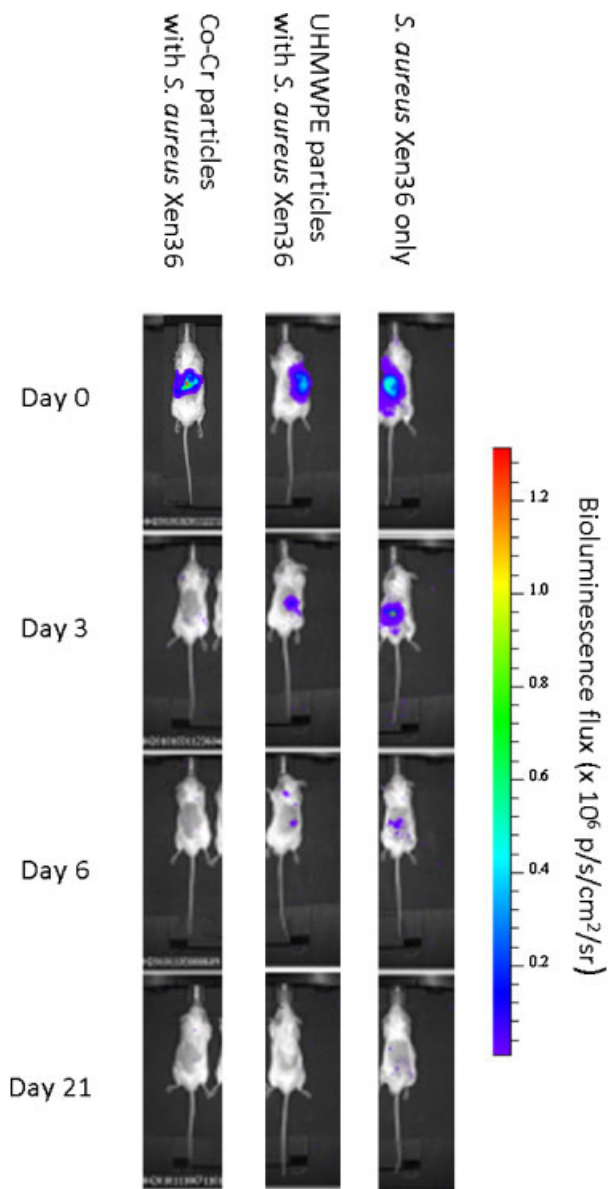 Co-Cr particles
with S. aureus Xen36
UHMWPE particles
with S. aureus Xen36
S. aureus Xen36 only
Day 0
Day 3
Day 6
Day 21
Bioluminescence flux (x 10⁶ p/s/cm²/sr)
1.2
1.0
0.8
0.6
0.4
0.2